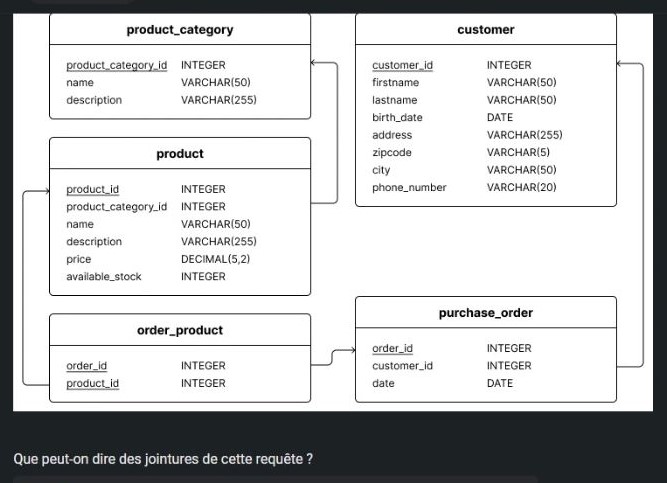 product_category
product_category_id INTEGER
name VARCHAR(50)
description VARCHAR(255)
customer
customer_id INTEGER
firstname VARCHAR(50)
lastname VARCHAR(50)
birth_date DATE
address VARCHAR(255)
zipcode VARCHAR(5)
city VARCHAR(50)
phone_number VARCHAR(20)
product
product_id INTEGER
product_category_id INTEGER
name VARCHAR(50)
description VARCHAR(255)
price DECIMAL(5,2)
available_stock INTEGER
order_product
order_id INTEGER
product_id INTEGER
purchase_order
order_id INTEGER
customer_id INTEGER
date DATE
Que peut-on dire des jointures de cette requête ?